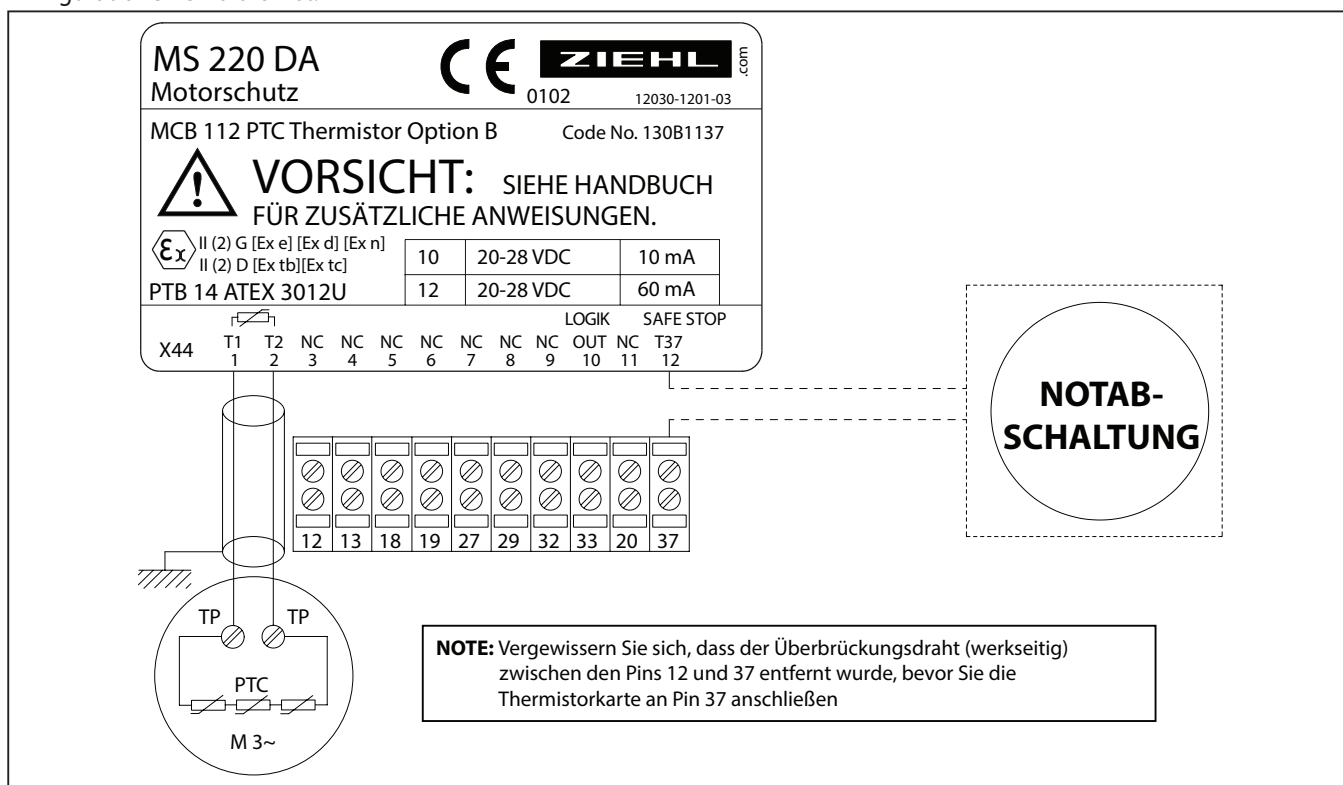 MS 220 DA
Motorschutz
CE
0102
ZIEHL
.com
12030-1201-03
MCB 112 PTC Thermistor Option B
Code No. 130B1137
VORSICHT: SIEHE HANDBUCH
FÜR ZUSÄTZLICHE ANWEISUNGEN.
Ex
II (2) G [Ex e] [Ex d] [Ex n]
II (2) D [Ex tb][Ex tc]
PTB 14 ATEX 3012U
10 20-28 VDC 10 mA
12 20-28 VDC 60 mA
LOGIK SAFE STOP
X44 T1 T2 NC NC NC NC NC NC NC OUT NC T37
1 2 3 4 5 6 7 8 9 10 11 12
NOTAB-
SCHALTUNG
12 13 18 19 27 29 32 33 20 37
TP TP
PTC
M 3~
NOTE: Vergewissern Sie sich, dass der Überbrückungsdraht (werkseitig)
zwischen den Pins 12 und 37 entfernt wurde, bevor Sie die
Thermistorkarte an Pin 37 anschließen